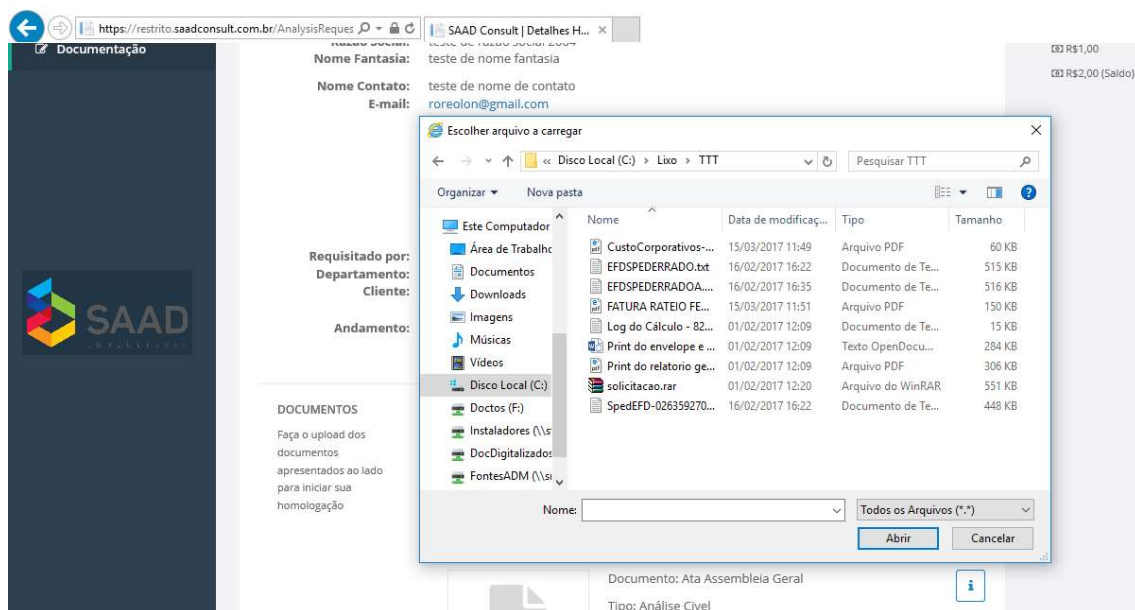 https://restrito.saadconsult.com.br/AnalysisReques
SAAD Consult | Detalhes H...
Documentação
Razão Social: teste de razao social 2004
Nome Fantasia: teste de nome fantasia
Nome Contato: teste de nome de contato
E-mail: roreolon@gmail.com
R$1,00
R$2,00 (Saldo)
Requisitado por:
Departamento:
Cliente:
Andamento:
SAAD
DOCUMENTOS
Faça o upload dos
documentos
apresentados ao lado
para iniciar sua
homologação
Escolher arquivo a carregar
« Disco Local (C:) > Lixo > TTT
Pesquisar TTT
Organizar
Nova pasta
Este Computador
Área de Trabalho
Documentos
Downloads
Imagens
Músicas
Vídeos
Disco Local (C:)
Doctos (F:)
Instaladores (\\s
DocDigitalizados
FontesADM (\\si
Nome Data de modificaç... Tipo Tamanho
CustoCorporativos-... 15/03/2017 11:49 Arquivo PDF 60 KB
EFDSPEDERRADO.txt 16/02/2017 16:22 Documento de Te... 515 KB
EFDSPEDERRADOA.... 16/02/2017 16:35 Documento de Te... 516 KB
FATURA RATEIO FE... 15/03/2017 11:51 Arquivo PDF 150 KB
Log do Cálculo - 82... 01/02/2017 12:09 Documento de Te... 15 KB
Print do envelope e ... 01/02/2017 12:09 Texto OpenDocu... 284 KB
Print do relatorio ge... 01/02/2017 12:09 Arquivo PDF 306 KB
solicitacao.rar 01/02/2017 12:20 Arquivo do WinRAR 551 KB
SpedEFD-026359270... 16/02/2017 16:22 Documento de Te... 448 KB
Nome:
Todos os Arquivos (*.*)
Abrir
Cancelar
Documento: Ata Assembleia Geral
Tipo: Análise Civel